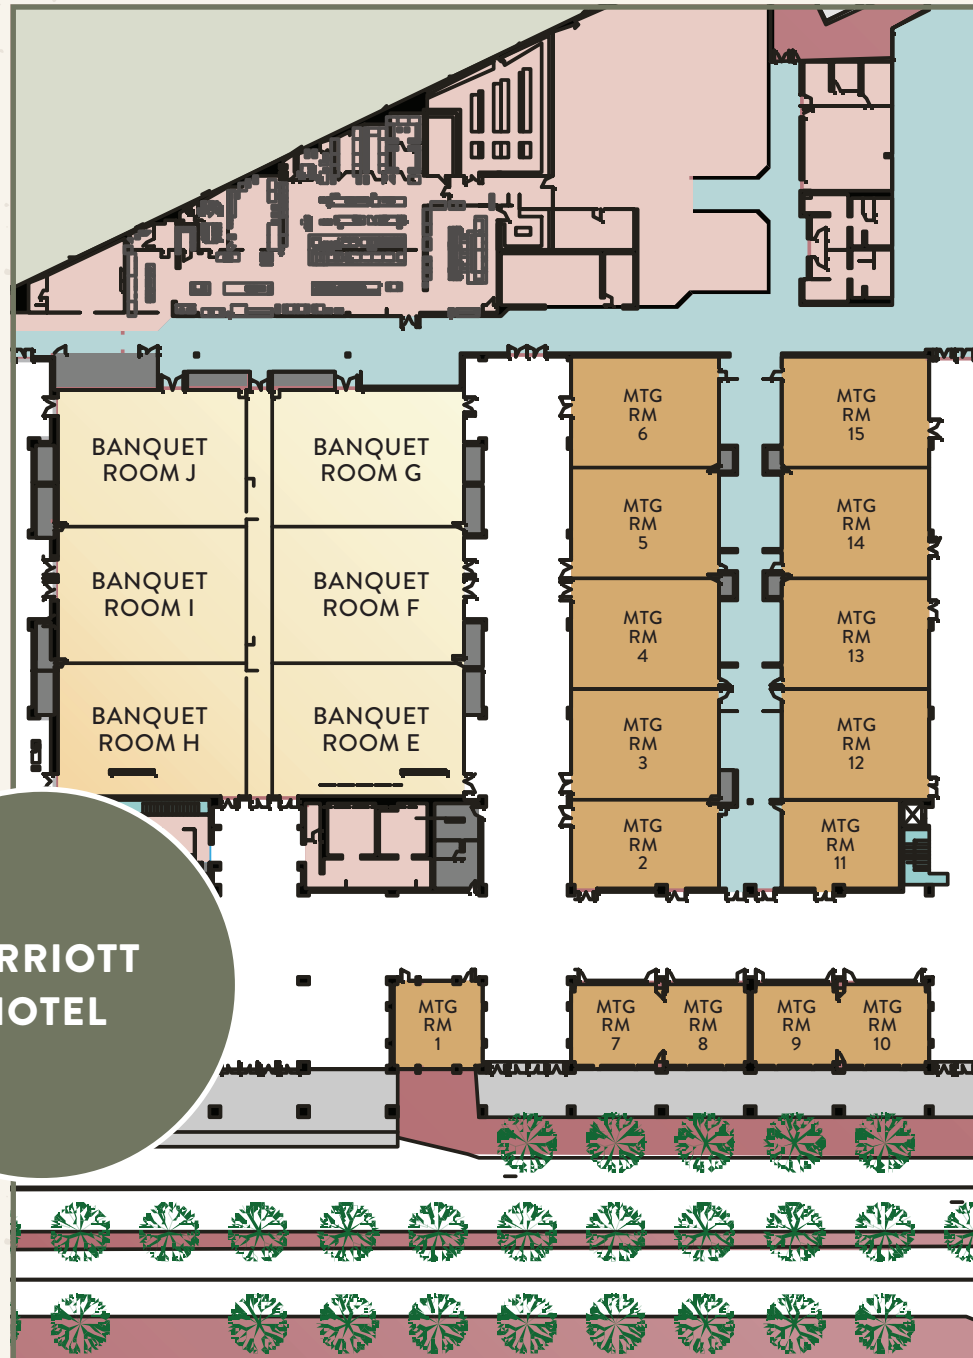 MTG
RM
6
MTG
RM
15
BANQUET
ROOM J
BANQUET
ROOM G
MTG
RM
5
MTG
RM
14
BANQUET
ROOM I
BANQUET
ROOM F
MTG
RM
4
MTG
RM
13
BANQUET
ROOM H
BANQUET
ROOM E
MTG
RM
3
MTG
RM
12
MTG
RM
2
MTG
RM
11
RRIOTT
HOTEL
MTG
RM
1
MTG
RM
7
MTG
RM
8
MTG
RM
9
MTG
RM
10